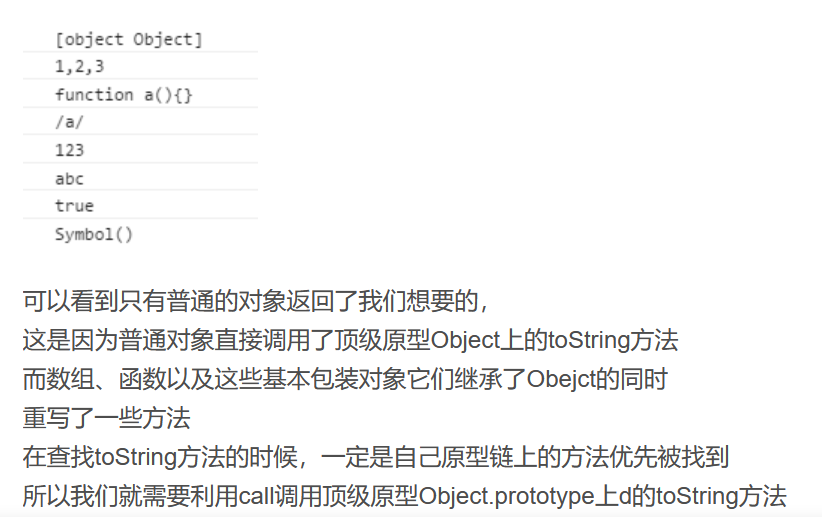 [object Object]
1,2,3
function a(){}
/a/
123
abc
true
Symbol()
可以看到只有普通的对象返回了我们想要的，
这是因为普通对象直接调用了顶级原型Object上的toString方法
而数组、函数以及这些基本包装对象它们继承了Obejct的同时
重写了一些方法
在查找toString方法的时候，一定是自己原型链上的方法优先被找到
所以我们就需要利用call调用顶级原型Object.prototype上d的toString方法